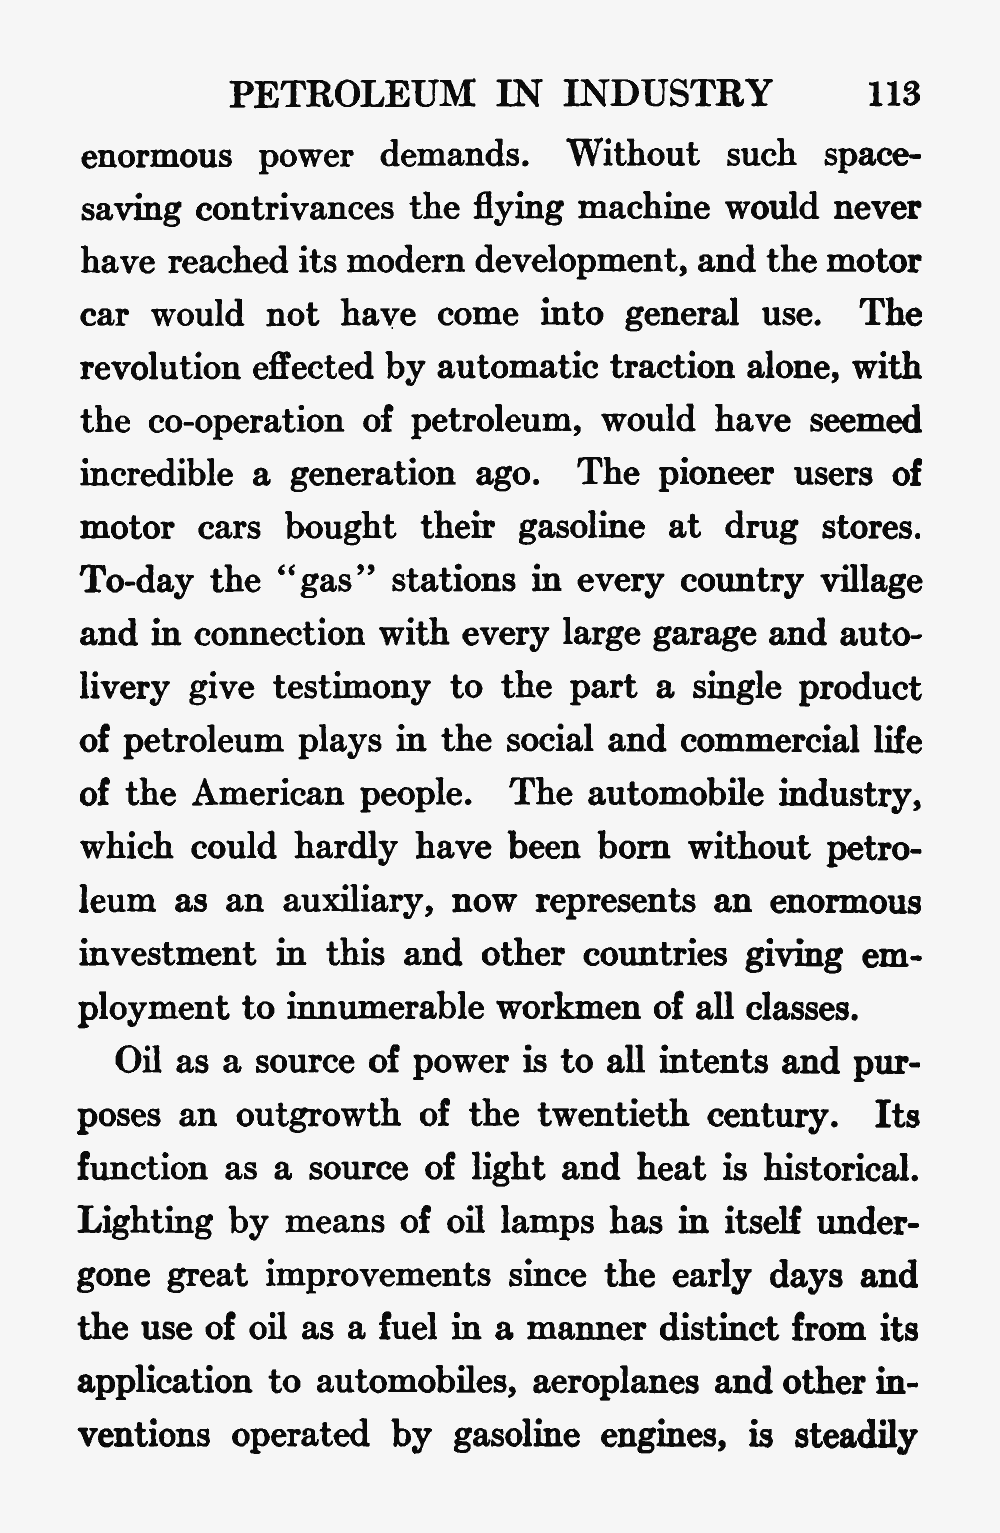 PETROLEUM IN INDUSTRY 113
enormous power demands. Without such space-
saving contrivances the flying machine would never
have reached its modern development, and the motor
car would not have come into general use. The
revolution effected by automatic traction alone, with
the co-operation of petroleum, would have seemed
incredible a generation ago. The pioneer users of
motor cars bought their gasoline at drug stores.
To-day the "gas" stations in every country village
and in connection with every large garage and auto-
livery give testimony to the part a single product
of petroleum plays in the social and commercial life
of the American people. The automobile industry,
which could hardly have been born without petro-
leum as an auxiliary, now represents an enormous
investment in this and other countries giving em-
ployment to innumerable workmen of all classes.
Oil as a source of power is to all intents and pur-
poses an outgrowth of the twentieth century. Its
function as a source of light and heat is historical.
Lighting by means of oil lamps has in itself under-
gone great improvements since the early days and
the use of oil as a fuel in a manner distinct from its
application to automobiles, aeroplanes and other in-
ventions operated by gasoline engines, is steadily